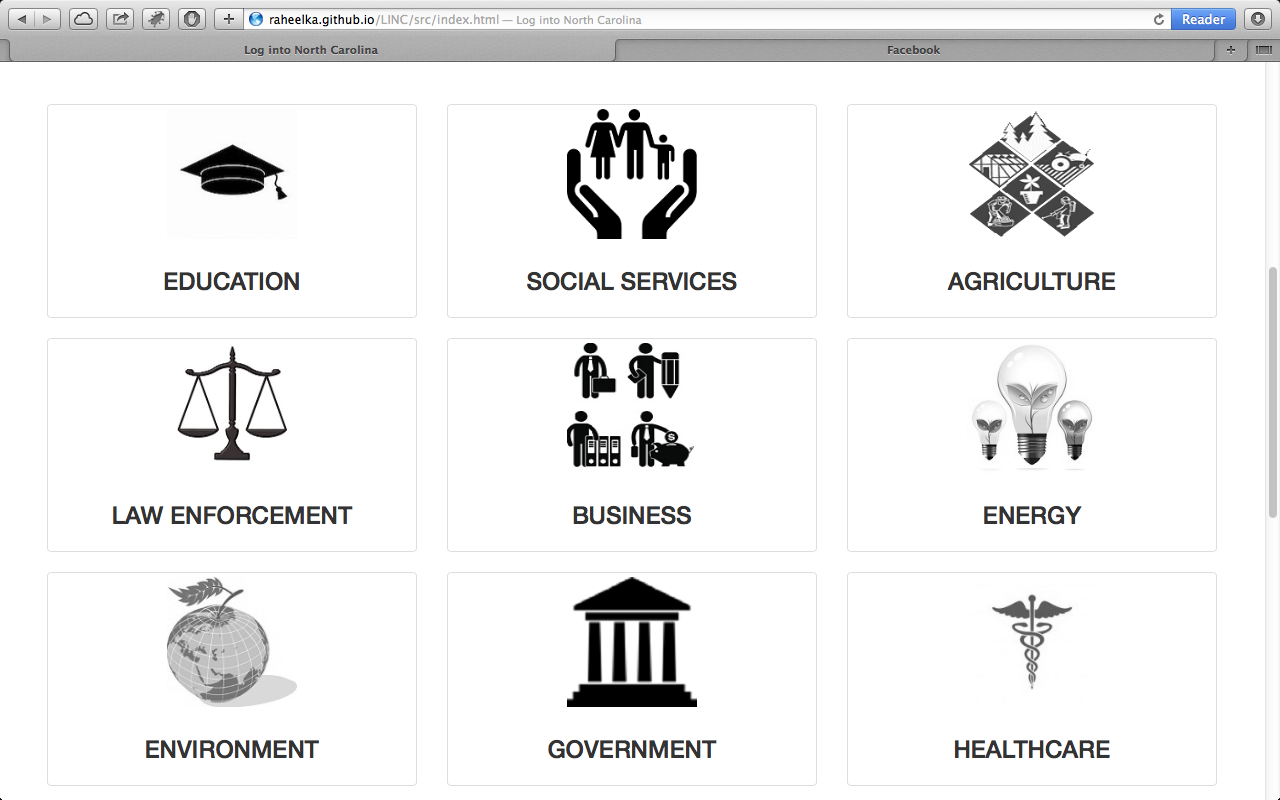 raheelka.github.io/LINC/src/index.html — Log into North Carolina
Reader
Log into North Carolina
Facebook
EDUCATION
SOCIAL SERVICES
AGRICULTURE
LAW ENFORCEMENT
$
BUSINESS
ENERGY
ENVIRONMENT
GOVERNMENT
HEALTHCARE